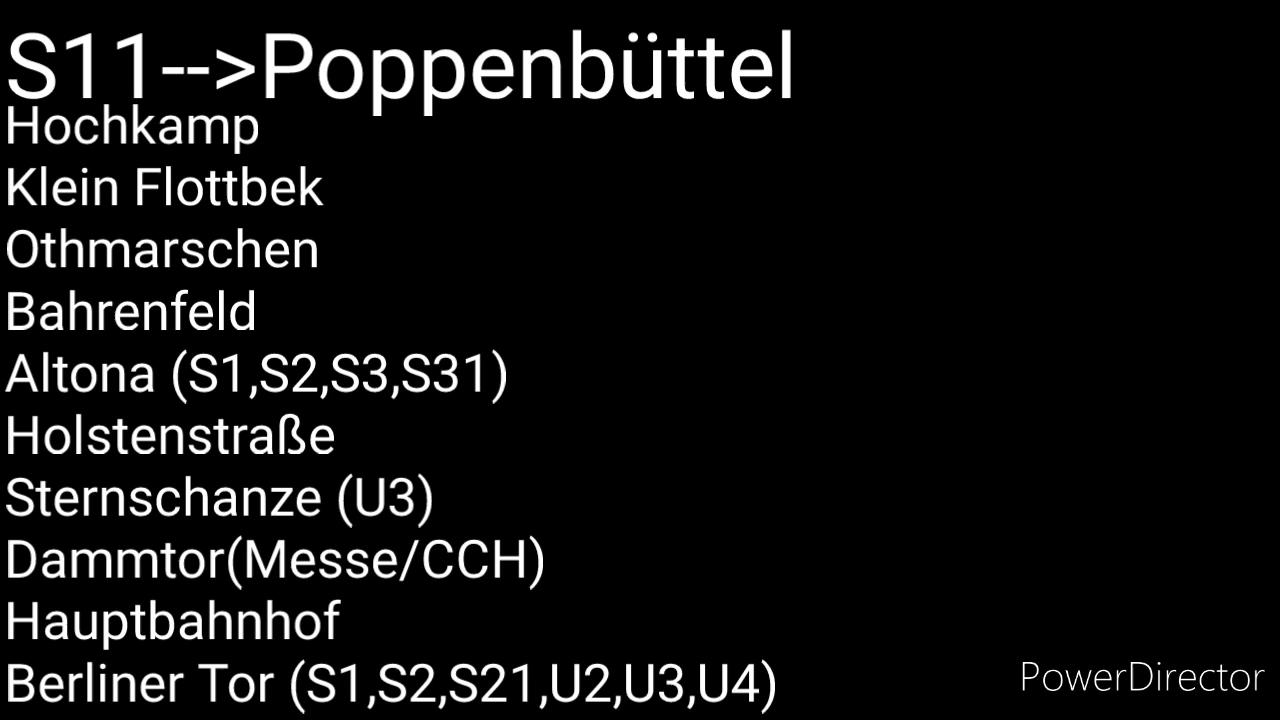 S11-->Poppenbüttel
Hochkamp
Klein Flottbek
Othmarschen
Bahrenfeld
Altona (S1,S2,S3,S31)
Holstenstraße
Sternschanze (U3)
Dammtor(Messe/CCH)
Hauptbahnhof
Berliner Tor (S1,S2,S21,U2,U3,U4)
PowerDirector